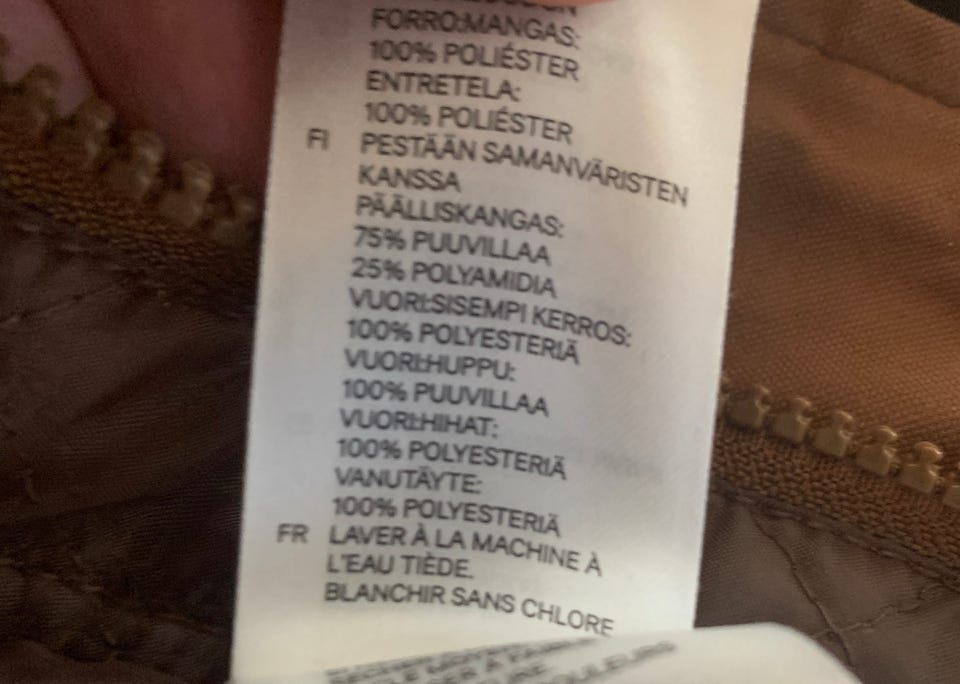 FORRO:MANGAS:
100% POLIÉSTER
ENTRETELA:
100% POLIÉSTER
FI PESTÄÄN SAMANVÄRISTEN
KANSSA
PÄÄLLISKANGAS:
75% PUUVILLAA
25% POLYAMIDIA
VUORI:SISEMPI KERROS:
100% POLYESTERIÄ
VUORI:HUPPU:
100% PUUVILLAA
VUORI:HIHAT:
100% POLYESTERIÄ
VANUTÄYTE:
100% POLYESTERIÄ
FR LAVER À LA MACHINE À
L'EAU TIÈDE.
BLANCHIR SANS CHLORE